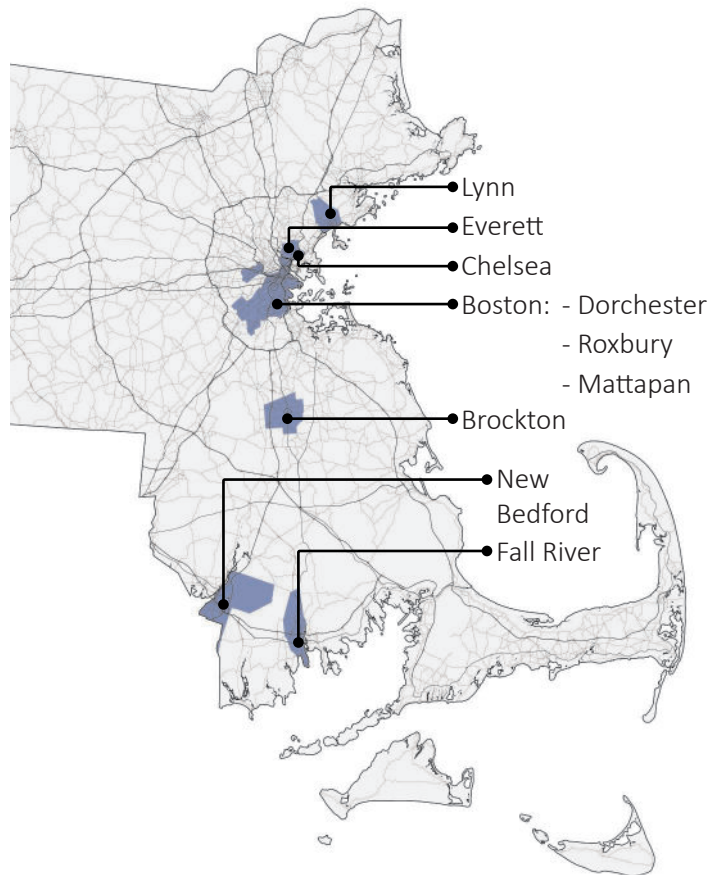 Lynn
Everett
Chelsea
Boston: - Dorchester
- Roxbury
- Mattapan
Brockton
New
Bedford
Fall River